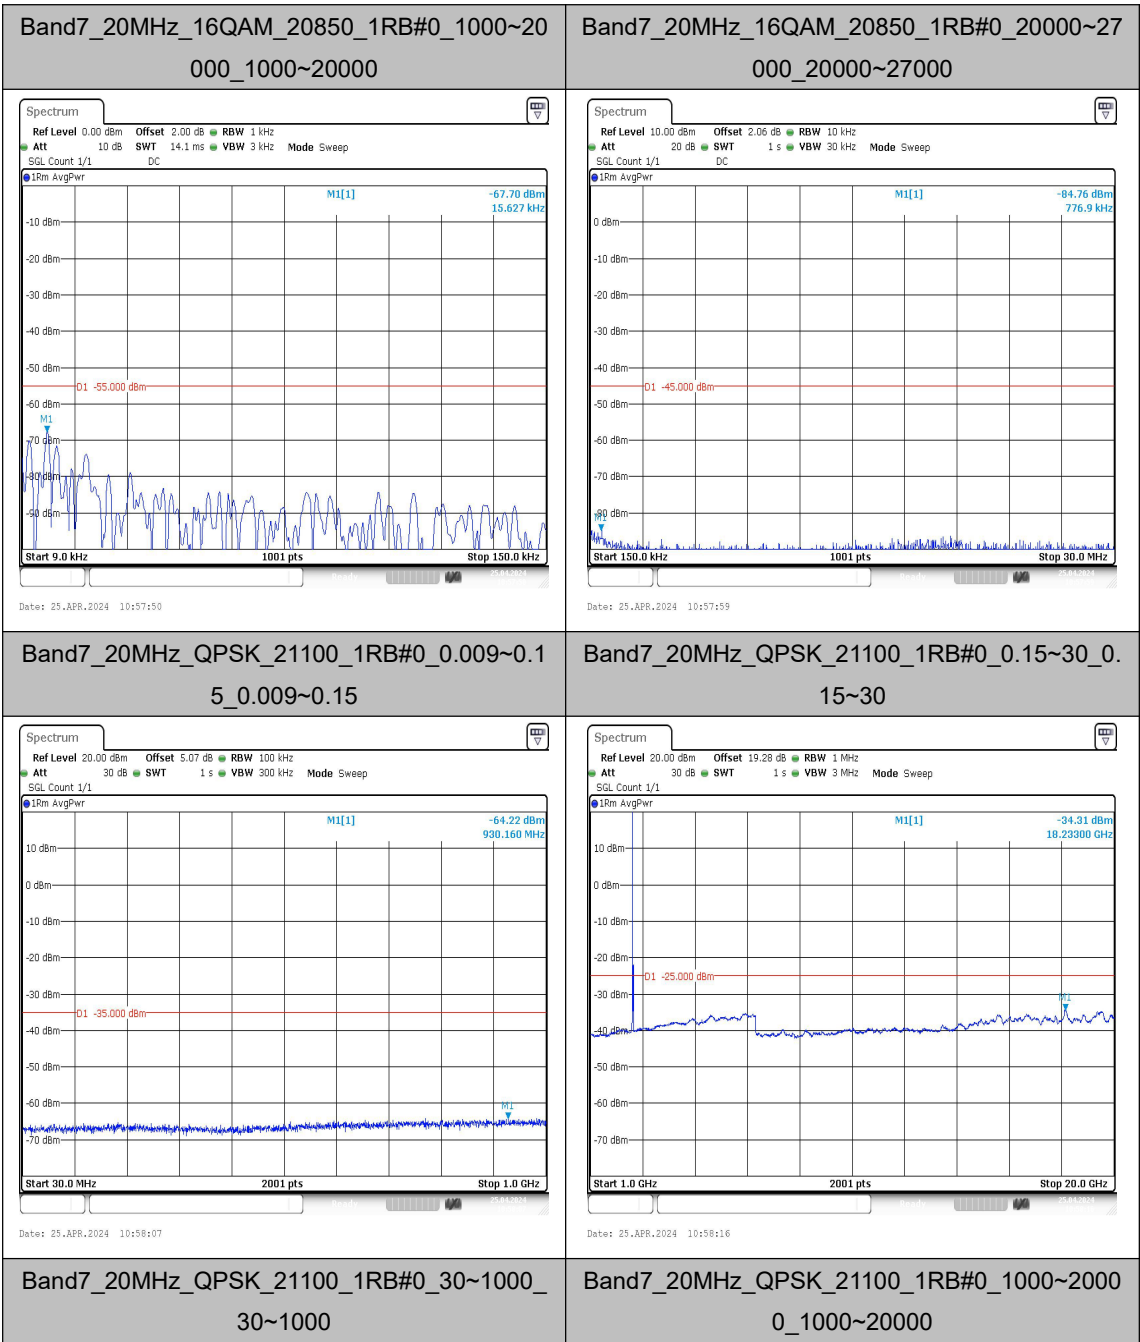 Band7_20MHz_16QAM_20850_1RB#0_1000~20
000_1000~20000
Band7_20MHz_16QAM_20850_1RB#0_20000~27
000_20000~27000
Spectrum
Ref Level 0.00 dBm Offset 2.00 dB RBW 1 kHz
Att 10 dB SWT 14.1 ms VBW 3 kHz Mode Sweep
SGL Count 1/1 DC
1Rm AvgPwr
M1[1] -67.70 dBm
15.627 kHz
-10 dBm
-20 dBm
-30 dBm
-40 dBm
-50 dBm
D1 -55.000 dBm
-60 dBm
M1
-70 dBm
-80 dBm
-90 dBm
Start 9.0 kHz 1001 pts Stop 150.0 kHz
25.04.2024
Date: 25.APR.2024 10:57:50
Spectrum
Ref Level 10.00 dBm Offset 2.06 dB RBW 10 kHz
Att 20 dB SWT 1 s VBW 30 kHz Mode Sweep
SGL Count 1/1 DC
1Rm AvgPwr
M1[1] -84.76 dBm
776.9 kHz
0 dBm
-10 dBm
-20 dBm
-30 dBm
-40 dBm
D1 -45.000 dBm
-50 dBm
-60 dBm
-70 dBm
-80 dBm
M1
Start 150.0 kHz 1001 pts Stop 30.0 MHz
25.04.2024
Date: 25.APR.2024 10:57:59
Band7_20MHz_QPSK_21100_1RB#0_0.009~0.1
5_0.009~0.15
Band7_20MHz_QPSK_21100_1RB#0_0.15~30_0.
15~30
Spectrum
Ref Level 20.00 dBm Offset 5.07 dB RBW 100 kHz
Att 30 dB SWT 1 s VBW 300 kHz Mode Sweep
SGL Count 1/1
1Rm AvgPwr
M1[1] -64.22 dBm
930.160 MHz
10 dBm
0 dBm
-10 dBm
-20 dBm
-30 dBm
D1 -35.000 dBm
-40 dBm
-50 dBm
-60 dBm
M1
-70 dBm
Start 30.0 MHz 2001 pts Stop 1.0 GHz
25.04.2024
Date: 25.APR.2024 10:58:07
Spectrum
Ref Level 20.00 dBm Offset 19.28 dB RBW 1 MHz
Att 30 dB SWT 1 s VBW 3 MHz Mode Sweep
SGL Count 1/1
1Rm AvgPwr
M1[1] -34.31 dBm
18.23300 GHz
10 dBm
0 dBm
-10 dBm
-20 dBm
D1 -25.000 dBm
-30 dBm
M1
-40 dBm
-50 dBm
-60 dBm
-70 dBm
Start 1.0 GHz 2001 pts Stop 20.0 GHz
25.04.2024
Date: 25.APR.2024 10:58:16
Band7_20MHz_QPSK_21100_1RB#0_30~1000_
30~1000
Band7_20MHz_QPSK_21100_1RB#0_1000~2000
0_1000~20000